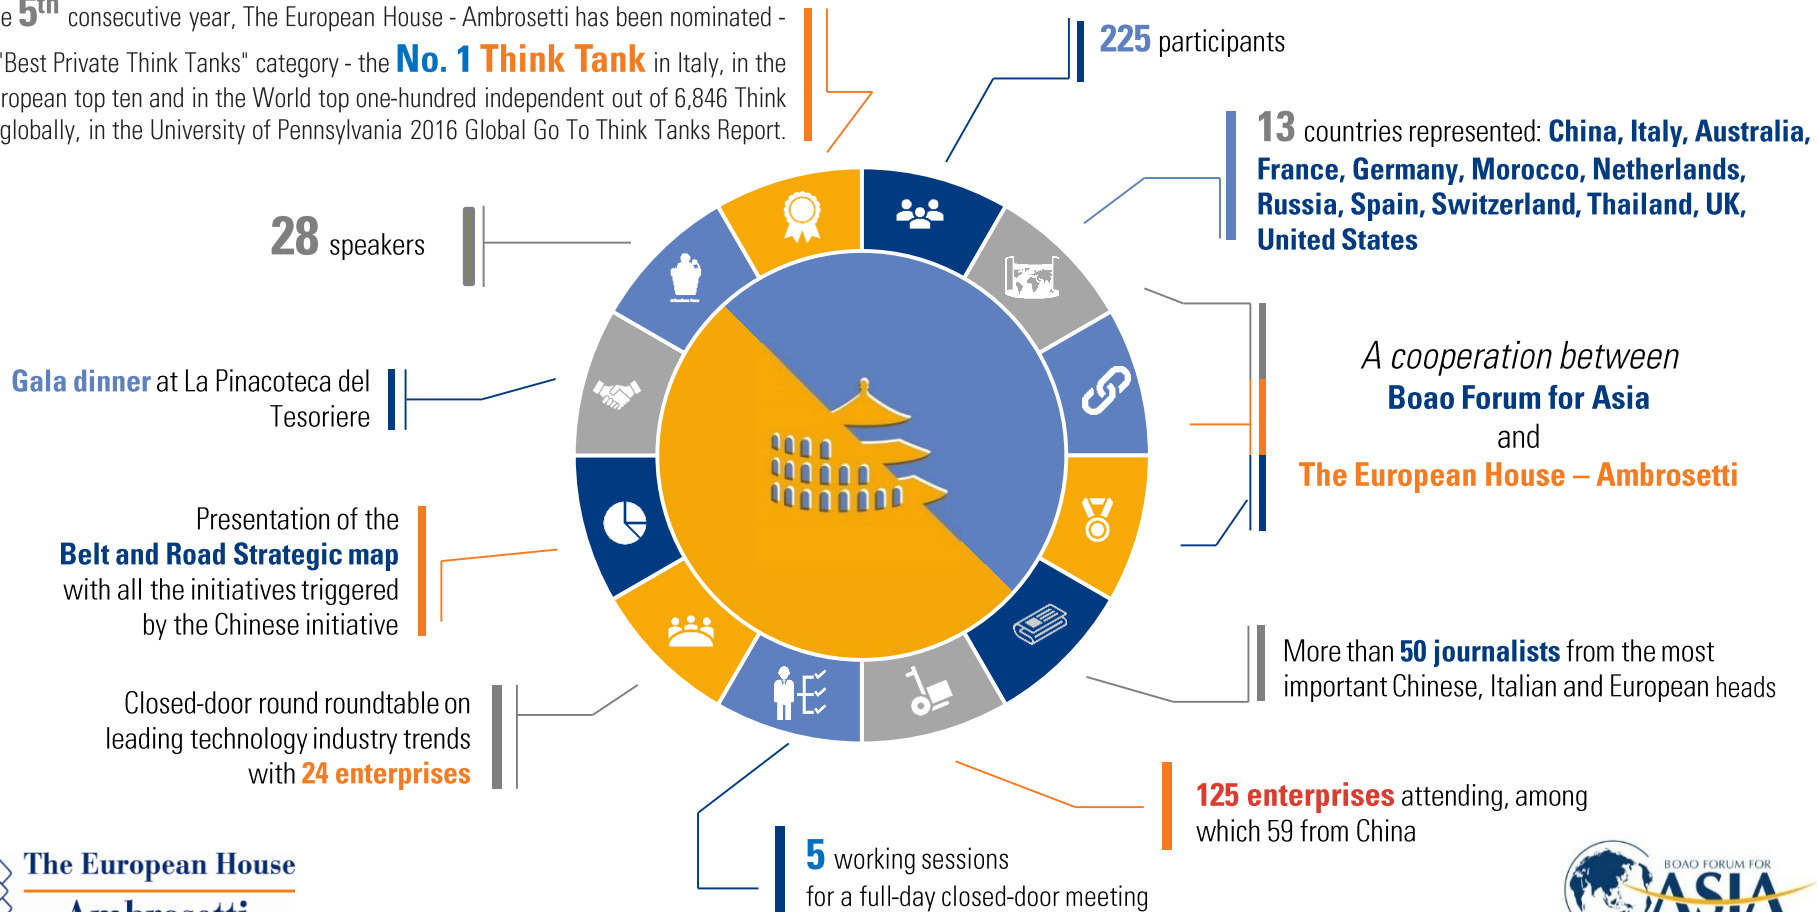 5th consecutive year, The European House - Ambrosetti has been nominated -
"Best Private Think Tanks" category - the No. 1 Think Tank in Italy, in the
top ten and in the World top one-hundred independent out of 6,846 Think
globally, in the University of Pennsylvania 2016 Global Go To Think Tanks Report.
225 participants
13 countries represented: China, Italy, Australia,
France, Germany, Morocco, Netherlands,
Russia, Spain, Switzerland, Thailand, UK,
United States
28 speakers
A cooperation between
Boao Forum for Asia
and
The European House – Ambrosetti
Gala dinner at La Pinacoteca del
Tesoriere
Presentation of the
Belt and Road Strategic map
with all the initiatives triggered
by the Chinese initiative
More than 50 journalists from the most
important Chinese, Italian and European heads
Closed-door round roundtable on
leading technology industry trends
with 24 enterprises
125 enterprises attending, among
which 59 from China
5 working sessions
for a full-day closed-door meeting
The European House
Ambrosetti
BOAO FORUM FOR
ASIA